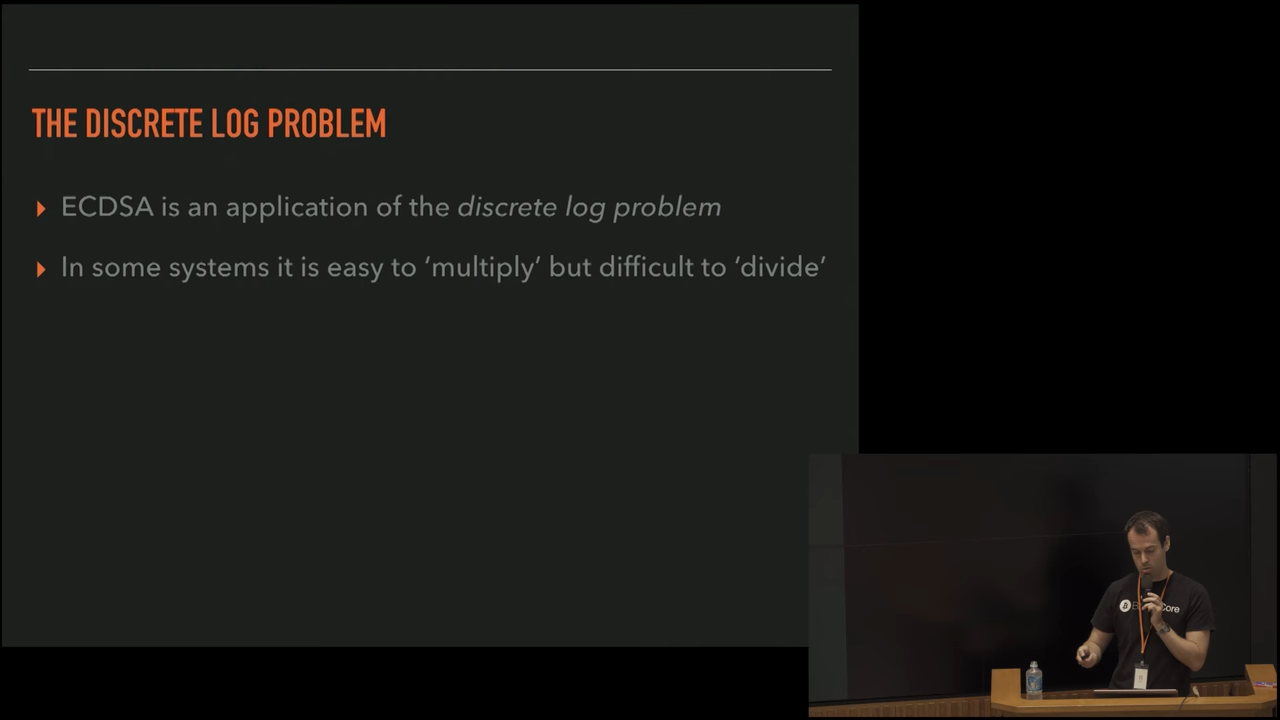 THE DISCRETE LOG PROBLEM
ECDSA is an application of the discrete log problem
In some systems it is easy to ‘multiply’ but difficult to ‘divide’
Core